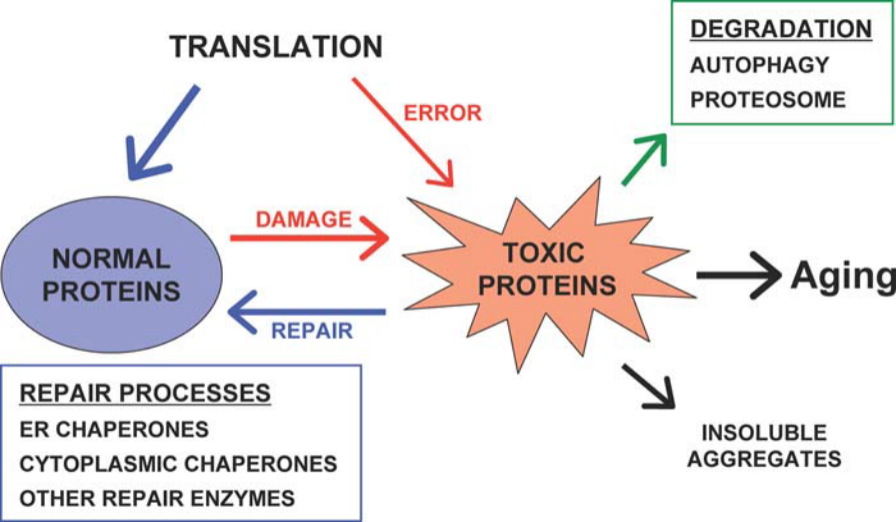 TRANSLATION
ERROR
DEGRADATION
AUTOPHAGY
PROTEOSOME
NORMAL
PROTEINS
DAMAGE
REPAIR
TOXIC
PROTEINS
Aging
REPAIR PROCESSES
ER CHAPERONES
CYTOPLASMIC CHAPERONES
OTHER REPAIR ENZYMES
INSOLUBLE
AGGREGATES